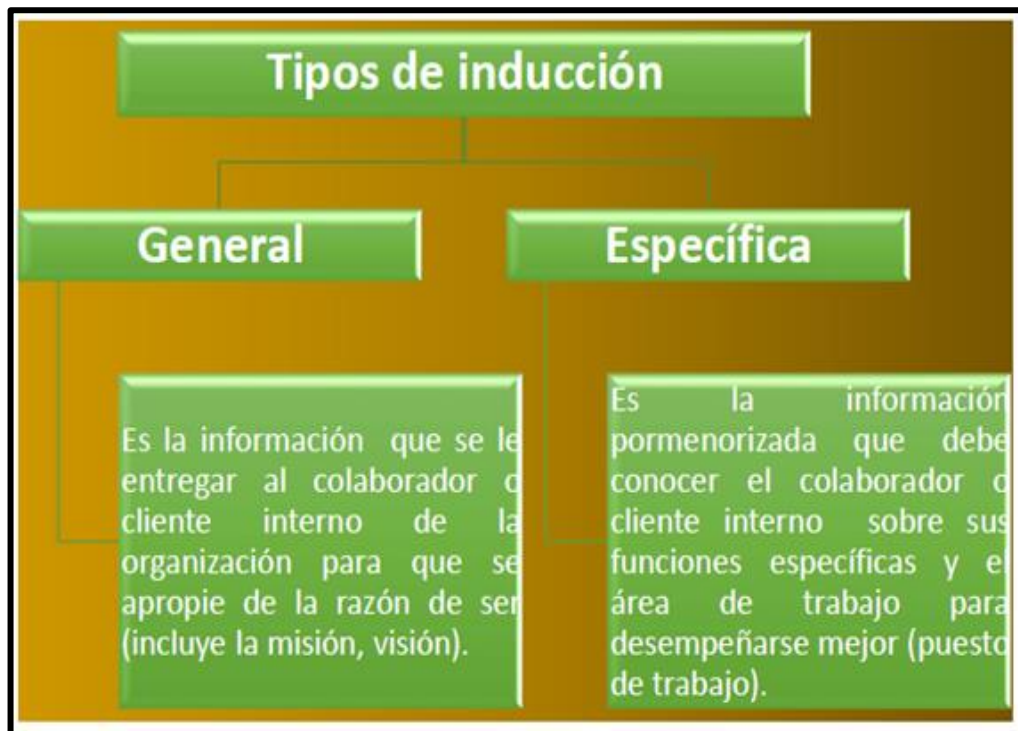 Tipos de inducción
General
Específica
Es la información que se le
entregar al colaborador o
cliente interno de la
organización para que se
apropie de la razón de ser
(incluye la misión, visión).
Es la información
pormenorizada que debe
conocer el colaborador o
cliente interno sobre sus
funciones específicas y el
área de trabajo para
desempeñarse mejor (puesto
de trabajo).